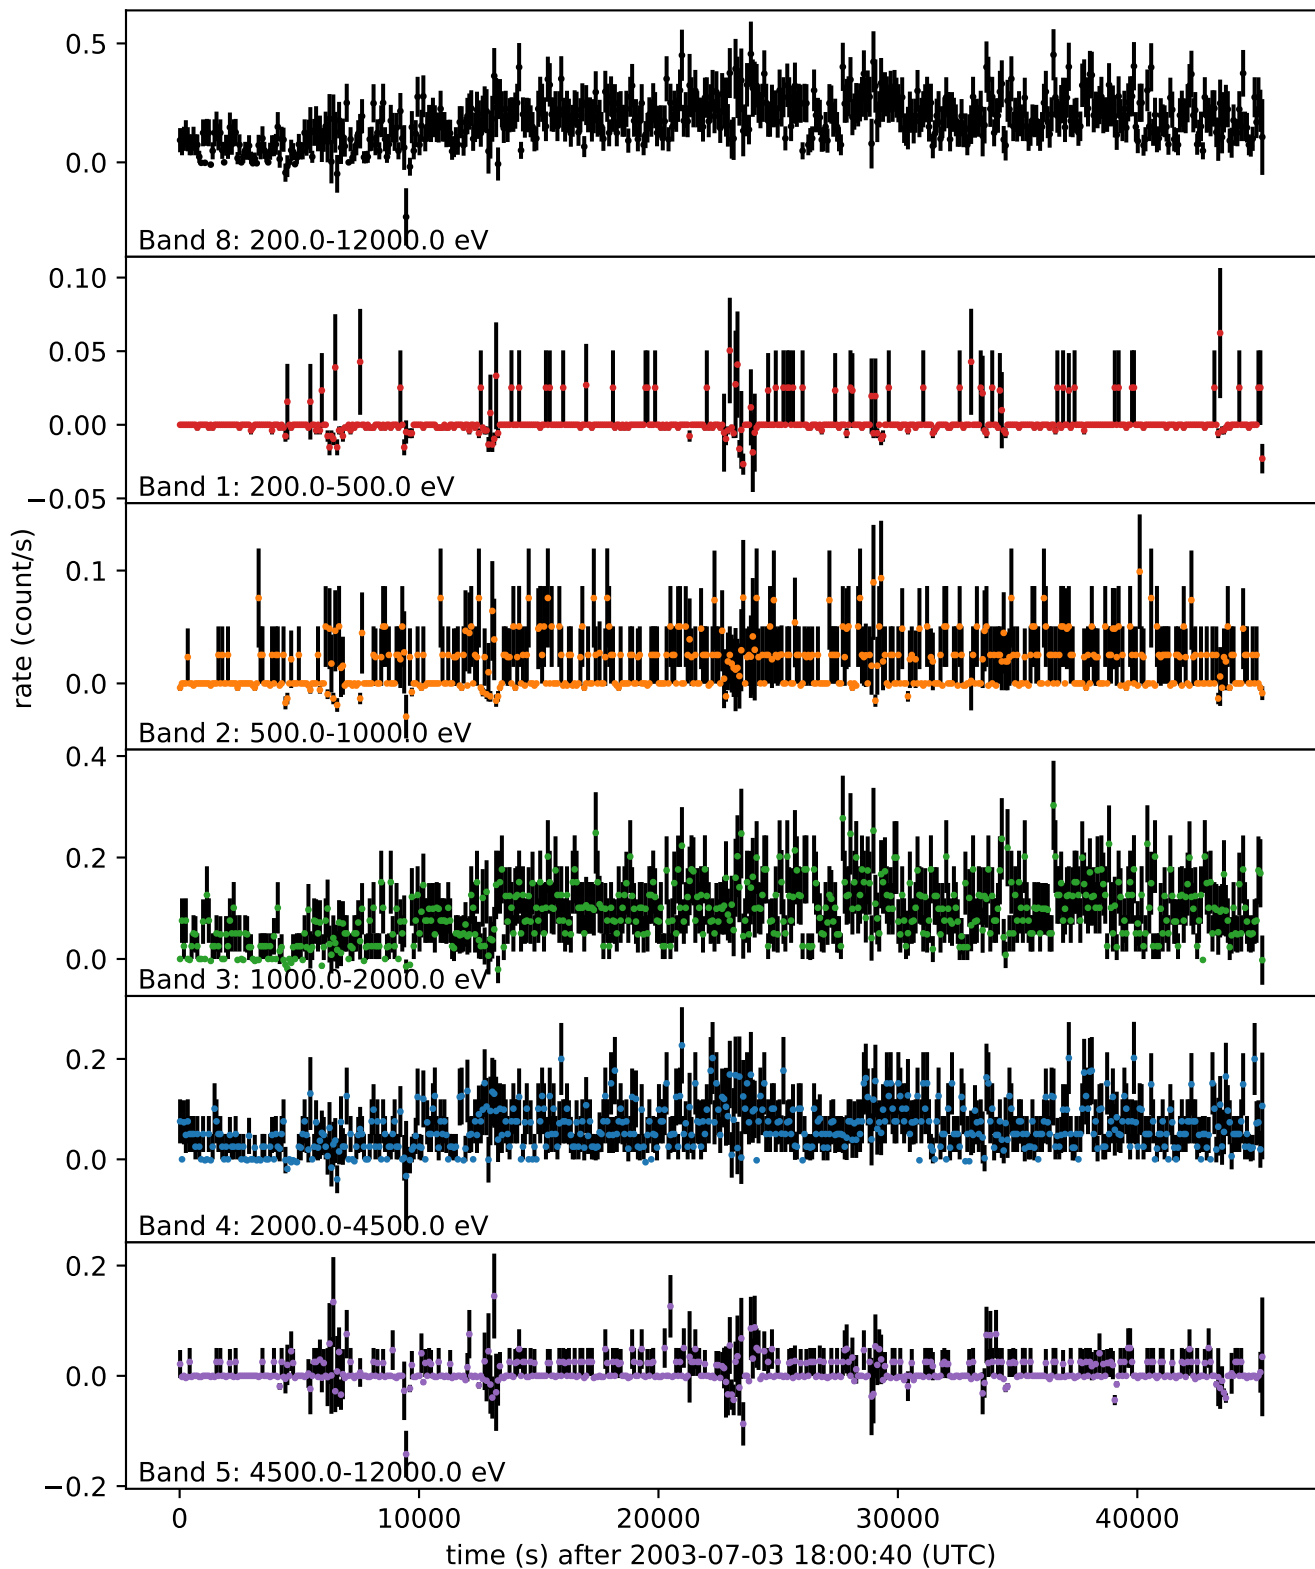 0.5
0.0
Band 8: 200.0-12000.0 eV
0.10
0.05
0.00
−0.05
Band 1: 200.0-500.0 eV
rate (count/s)
0.1
0.0
Band 2: 500.0-1000.0 eV
0.4
0.2
0.0
Band 3: 1000.0-2000.0 eV
0.2
0.0
Band 4: 2000.0-4500.0 eV
0.2
0.0
−0.2
Band 5: 4500.0-12000.0 eV
0 10000 20000 30000 40000
time (s) after 2003-07-03 18:00:40 (UTC)